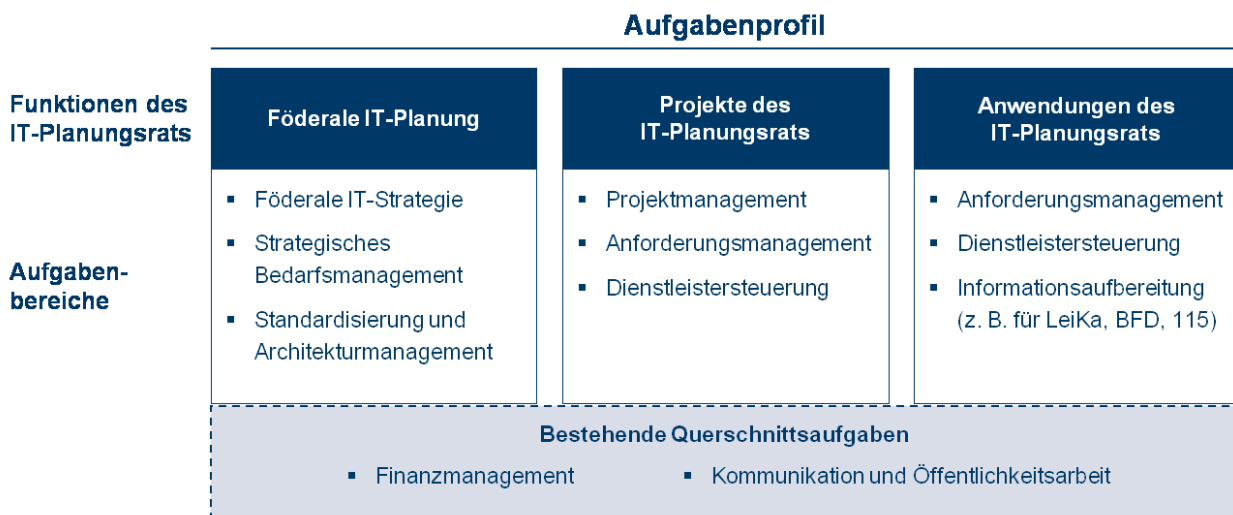 Aufgabenprofil
Funktionen des
IT-Planungsrats
Föderale IT-Planung
Projekte des
IT-Planungsrats
Anwendungen des
IT-Planungsrats
Aufgaben-
bereiche
▪ Föderale IT-Strategie
▪ Strategisches
Bedarfsmanagement
▪ Standardisierung und
Architekturmanagement
▪ Projektmanagement
▪ Anforderungsmanagement
▪ Dienstleistersteuerung
▪ Anforderungsmanagement
▪ Dienstleistersteuerung
▪ Informationsaufbereitung
(z. B. für LeiKa, BFD, 115)
Bestehende Querschnittsaufgaben
▪ Finanzmanagement
▪ Kommunikation und Öffentlichkeitsarbeit